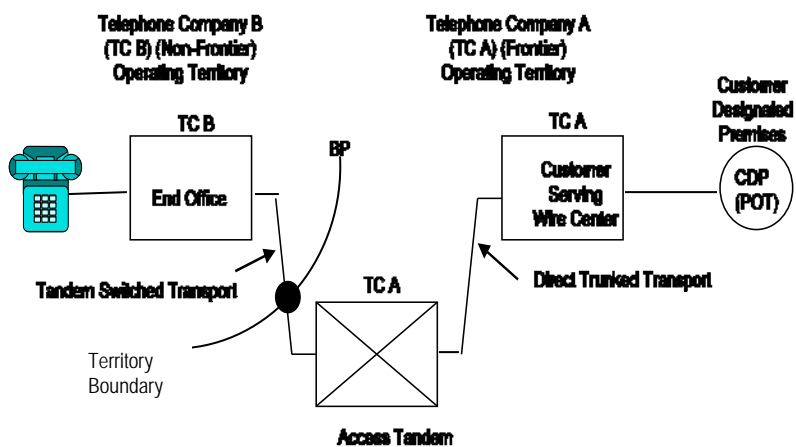 Telephone Company B
(TC B) (Non-Frontier)
Operating Territory
Telephone Company A
(TC A) (Frontier)
Operating Territory
Customer
Designated
Premises
TC B
BP
TC A
End Office
Customer
Serving
Wire Center
CDP
(POT)
Tandem Switched Transport
TC A
Direct Trunked Transport
Territory
Boundary
Access Tandem